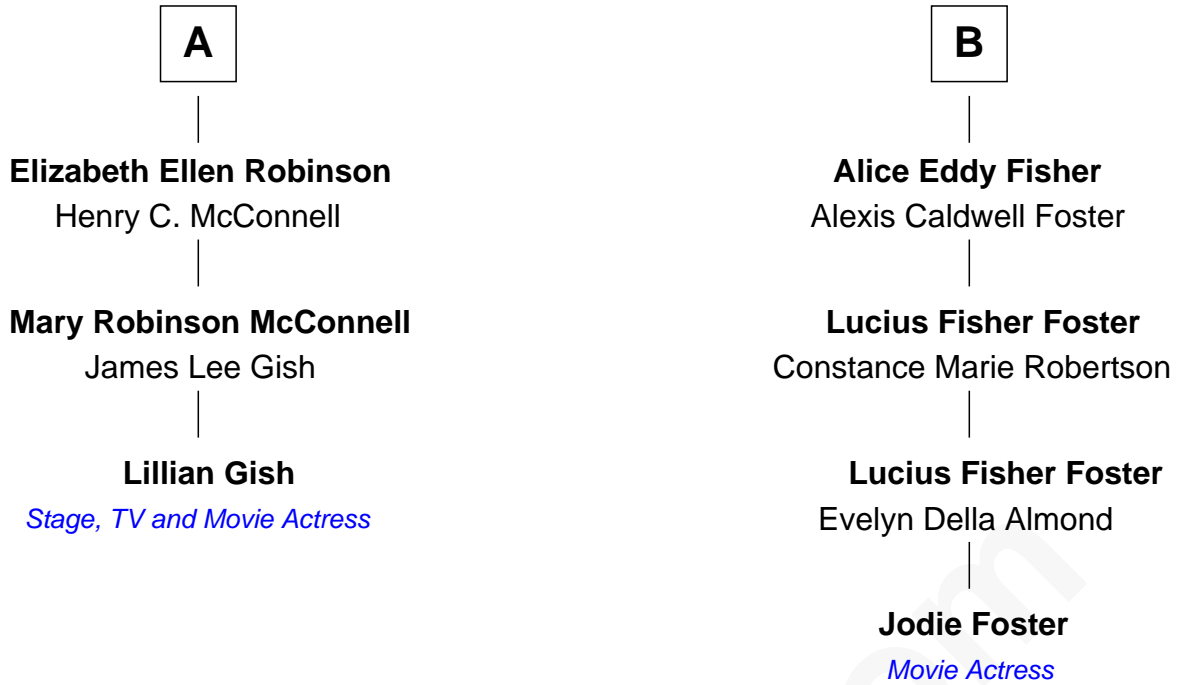 A
Elizabeth Ellen Robinson
Henry C. McConnell
Mary Robinson McConnell
James Lee Gish
Lillian Gish
Stage, TV and Movie Actress
B
Alice Eddy Fisher
Alexis Caldwell Foster
Lucius Fisher Foster
Constance Marie Robertson
Lucius Fisher Foster
Evelyn Della Almond
Jodie Foster
Movie Actress